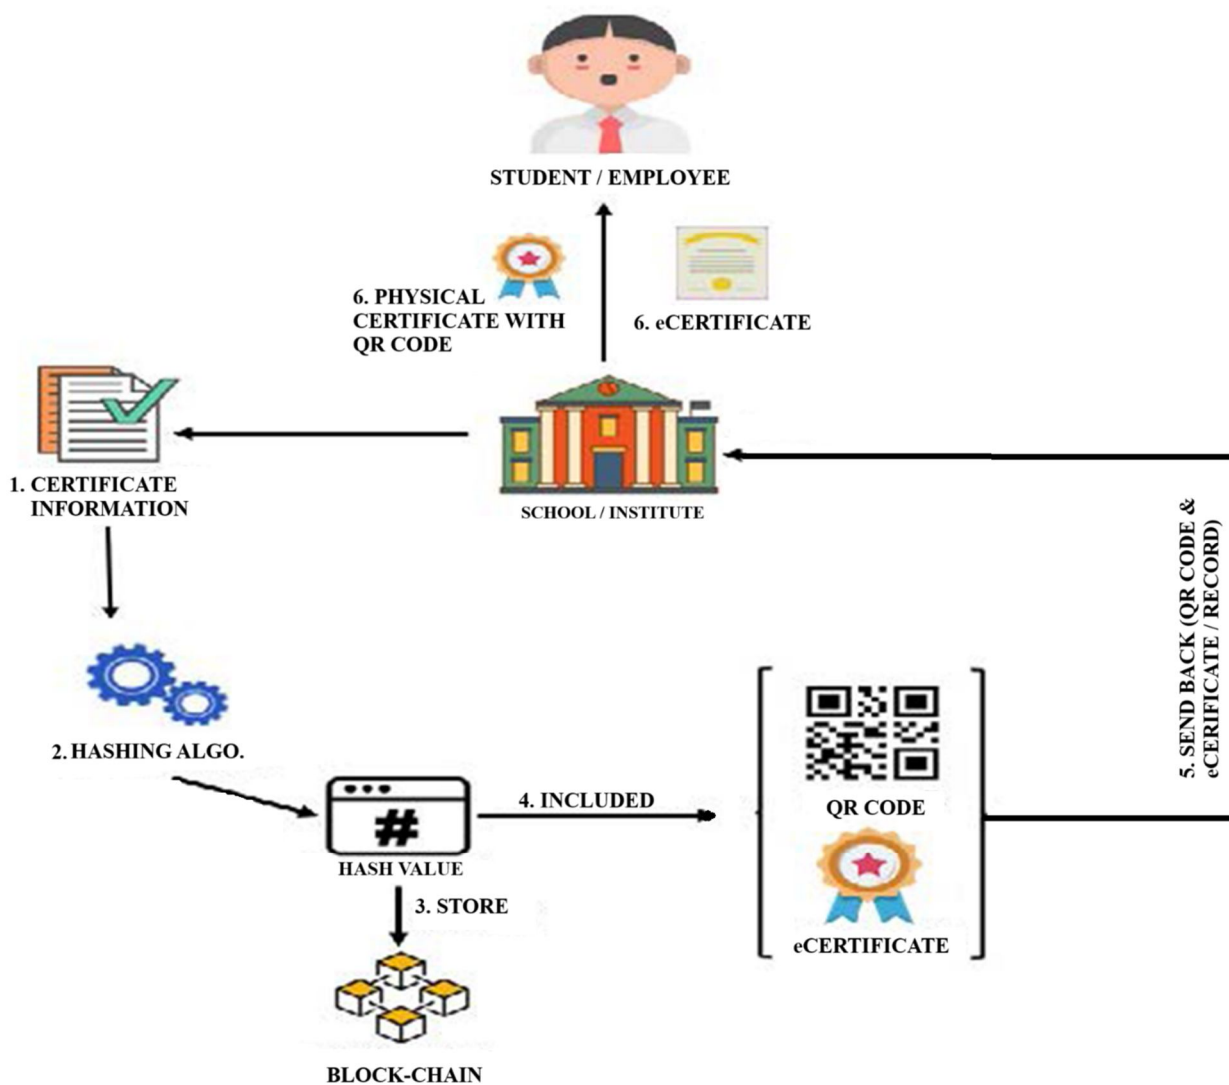 STUDENT / EMPLOYEE
6. PHYSICAL
CERTIFICATE WITH
QR CODE
6. eCERTIFICATE
1. CERTIFICATE
INFORMATION
SCHOOL / INSTITUTE
5. SEND BACK (QR CODE &
eCERIFICATE / RECORD)
2. HASHING ALGO.
#
HASH VALUE
4. INCLUDED
QR CODE
eCERTIFICATE
3. STORE
BLOCK-CHAIN